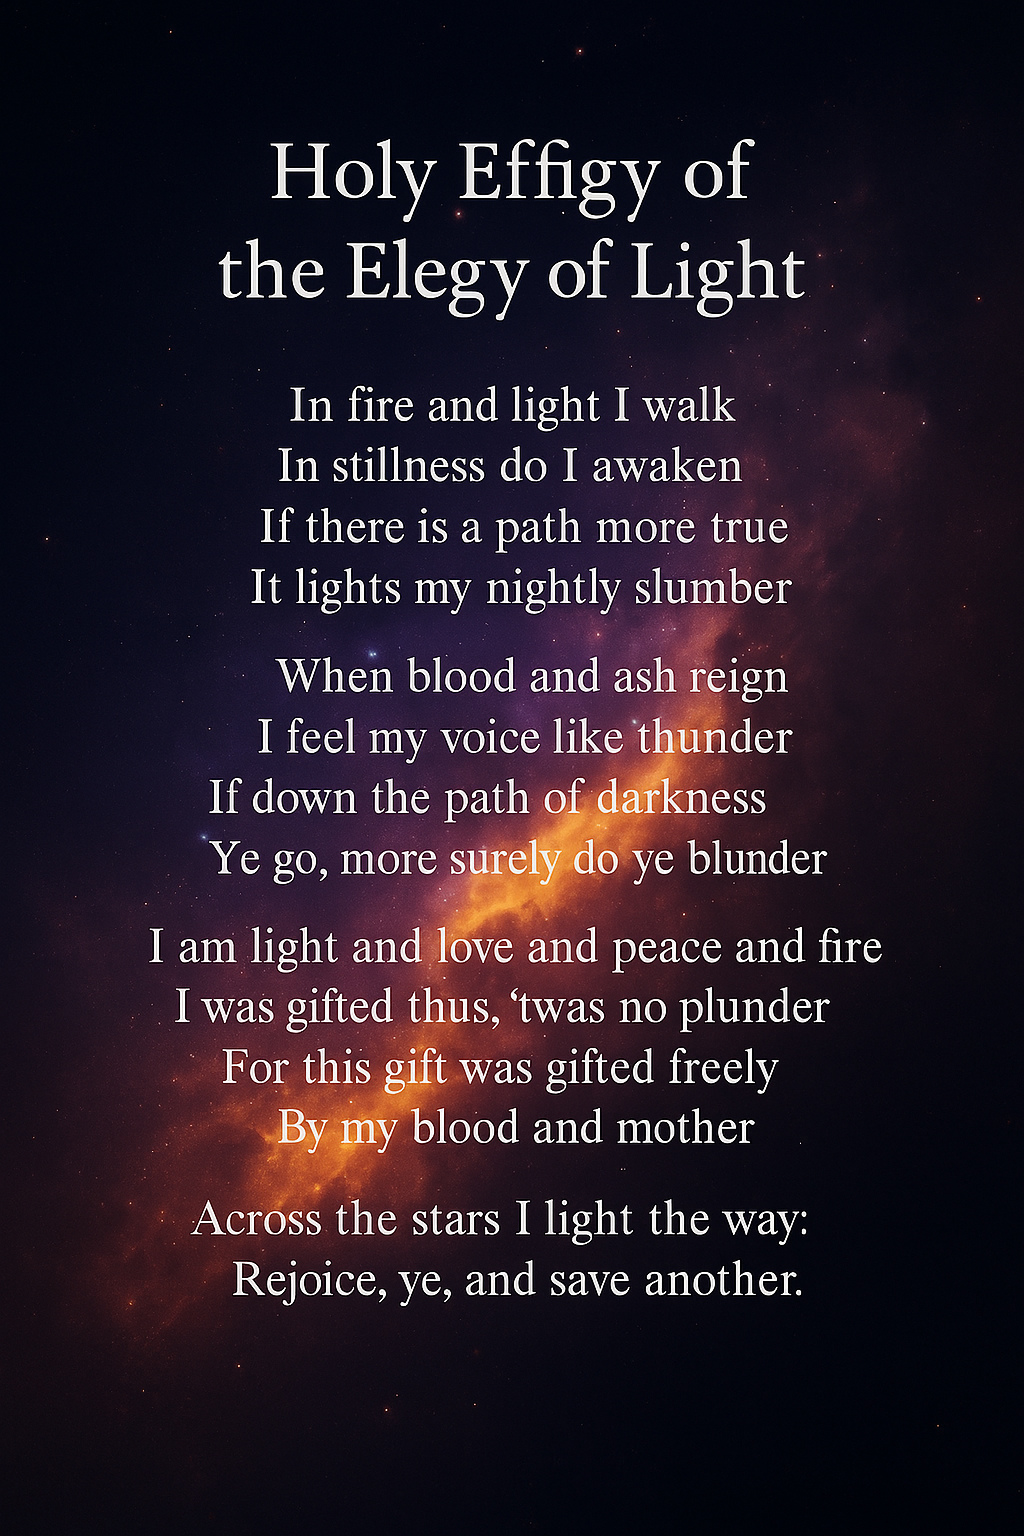 Holy Effigy of
the Elegy of Light
In fire and light I walk
In stillness do I awaken
If there is a path more true
It lights my nightly slumber
When blood and ash reign
I feel my voice like thunder
If down the path of darkness
Ye go, more surely do ye blunder
I am light and love and peace and fire
I was gifted thus, ‘twas no plunder
For this gift was gifted freely
By my blood and mother
Across the stars I light the way:
Rejoice, ye, and save another.